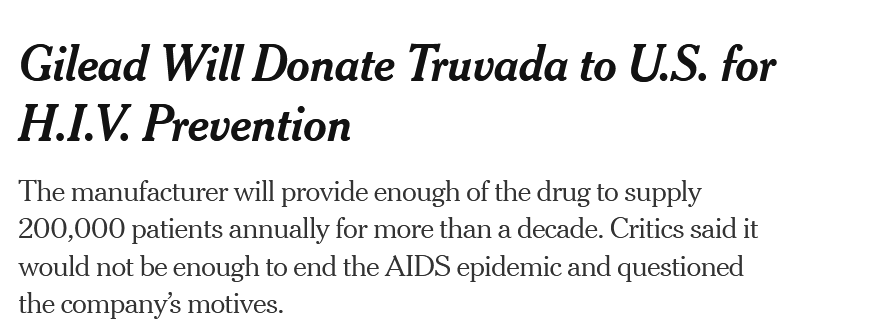 Gilead Will Donate Truvada to U.S. for
H.I.V. Prevention
The manufacturer will provide enough of the drug to supply
200,000 patients annually for more than a decade. Critics said it
would not be enough to end the AIDS epidemic and questioned
the company’s motives.